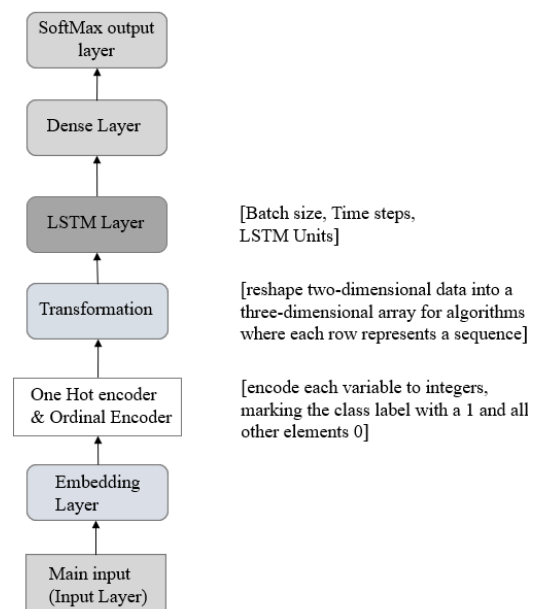 SoftMax output
layer
Dense Layer
LSTM Layer
[Batch size, Time steps,
LSTM Units]
Transformation
[reshape two-dimensional data into a
three-dimensional array for algorithms
where each row represents a sequence]
One Hot encoder
& Ordinal Encoder
[encode each variable to integers,
marking the class label with a 1 and all
other elements 0]
Embedding
Layer
Main input
(Input Layer)